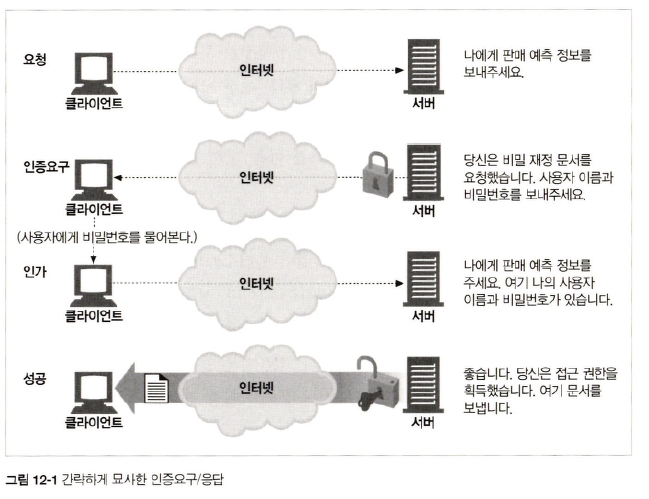 요청
클라이언트
인터넷
서버
나에게 판매 예측 정보를
보내주세요.
인증요구
클라이언트
인터넷
서버
당신은 비밀 재정 문서를
요청했습니다. 사용자 이름과
비밀번호를 보내주세요.
(사용자에게 비밀번호를 물어본다.)
인가
클라이언트
인터넷
서버
나에게 판매 예측 정보를
주세요. 여기 나의 사용자
이름과 비밀번호가 있습니다.
성공
클라이언트
인터넷
서버
좋습니다. 당신은 접근 권한을
획득했습니다. 여기 문서를
보냅니다.
그림 12-1 간략하게 묘사한 인증요구/응답